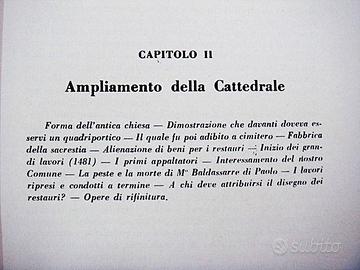 CAPITOLO II
Ampliamento della Cattedrale
Forma dell'antica chiesa — Dimostrazione che davanti doveva es-
servi un quadriportico — Il quale fu poi adibito a cimitero — Fabbrica
della sacrestia — Alienazione di beni per i restauri — Inizio dei gran-
di lavori (1481) — I primi appaltatori — Interessamento del nostro
Comune — La peste e la morte di M° Baldassarre di Paolo — I lavori
ripresi e condotti a termine — A chi deve attribuirsi il disegno dei
restauri? — Opere di rifinitura.
subito